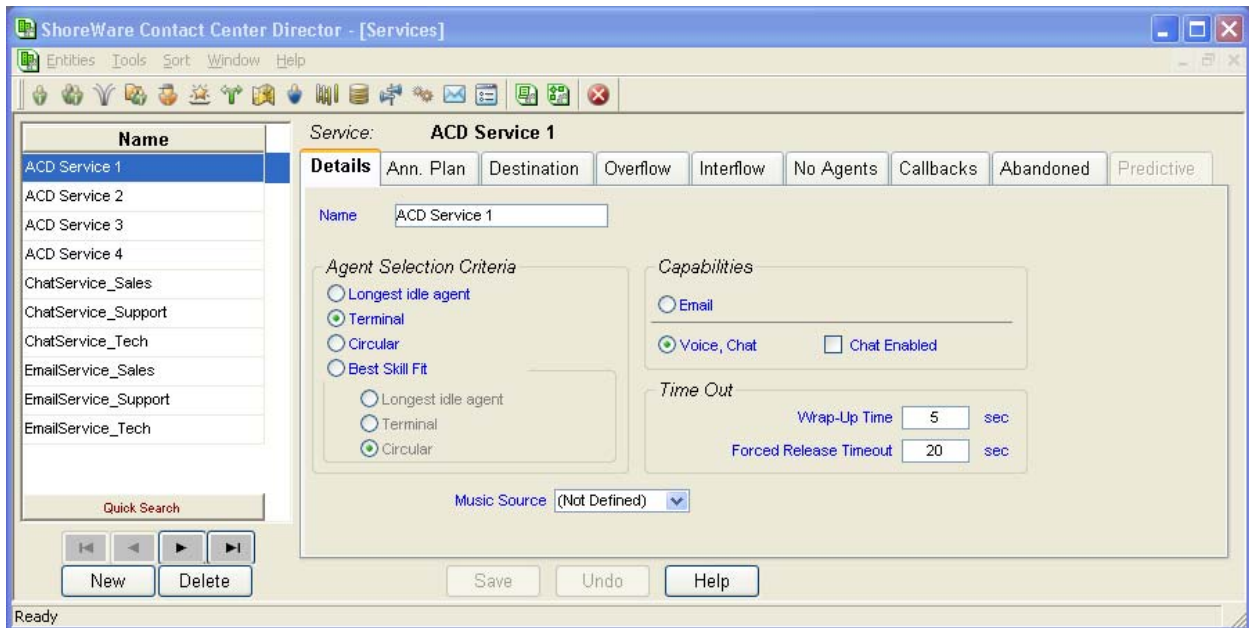 ShoreWare Contact Center Director - [Services]
Entities Tools Sort Window Help
Name
ACD Service 1
ACD Service 2
ACD Service 3
ACD Service 4
ChatService_Sales
ChatService_Support
ChatService_Tech
EmailService_Sales
EmailService_Support
EmailService_Tech
Quick Search
New Delete
Service: ACD Service 1
Details Ann. Plan Destination Overflow Interflow No Agents Callbacks Abandoned Predictive
Name ACD Service 1
Agent Selection Criteria
Longest idle agent
Terminal
Circular
Best Skill Fit
Longest idle agent
Terminal
Circular
Capabilities
Email
Voice, Chat Chat Enabled
Time Out
Wrap-Up Time 5 sec
Forced Release Timeout 20 sec
Music Source (Not Defined)
Save Undo Help
Ready